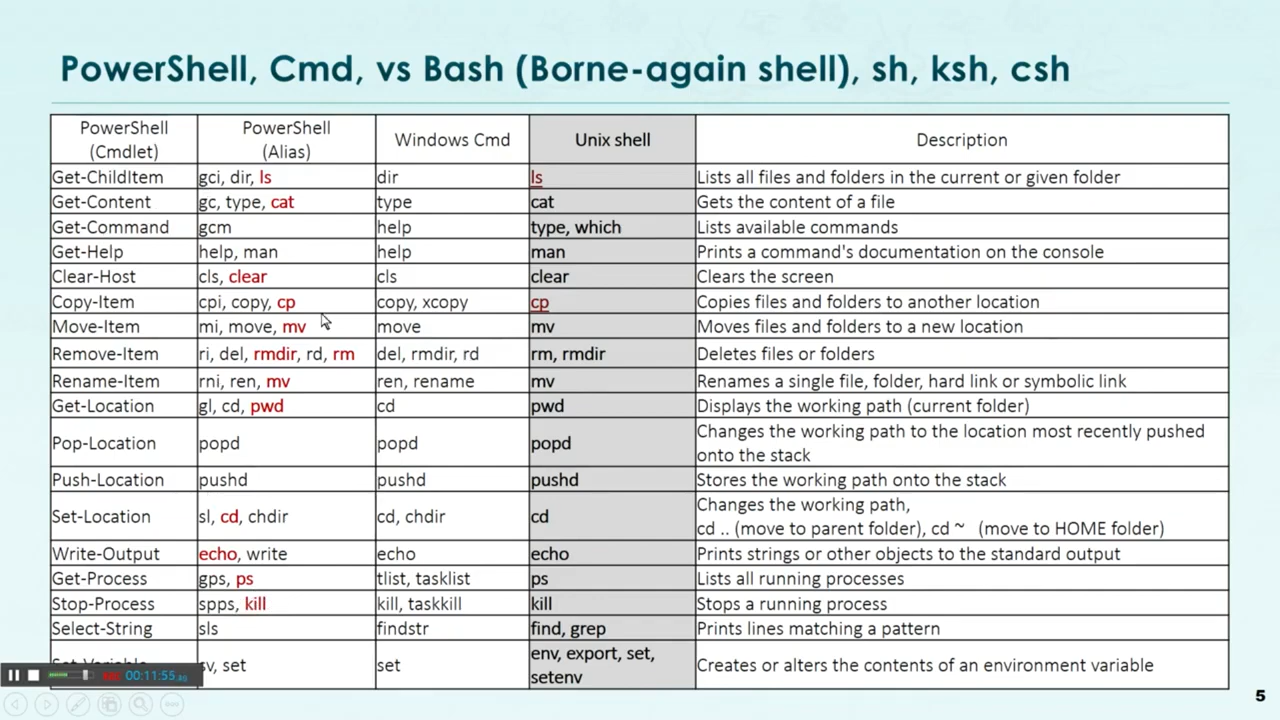 PowerShell, Cmd, vs Bash (Borne-again shell), sh, ksh, csh
PowerShell (Cmdlet) PowerShell (Alias) Windows Cmd Unix shell Description
Get-ChildItem gci, dir, ls dir ls Lists all files and folders in the current or given folder
Get-Content gc, type, cat type cat Gets the content of a file
Get-Command gcm help type, which Lists available commands
Get-Help help, man help man Prints a command's documentation on the console
Clear-Host cls, clear cls clear Clears the screen
Copy-Item cpi, copy, cp copy, xcopy cp Copies files and folders to another location
Move-Item mi, move, mv move mv Moves files and folders to a new location
Remove-Item ri, del, rmdir, rd, rm del, rmdir, rd rm, rmdir Deletes files or folders
Rename-Item rni, ren, mv ren, rename mv Renames a single file, folder, hard link or symbolic link
Get-Location gl, cd, pwd cd pwd Displays the working path (current folder)
Pop-Location popd popd popd Changes the working path to the location most recently pushed
onto the stack
Push-Location pushd pushd pushd Stores the working path onto the stack
Set-Location sl, cd, chdir cd, chdir cd Changes the working path,
cd .. (move to parent folder), cd ~ (move to HOME folder)
Write-Output echo, write echo echo Prints strings or other objects to the standard output
Get-Process gps, ps tlist, tasklist ps Lists all running processes
Stop-Process spps, kill kill, taskkill kill Stops a running process
Select-String sls findstr find, grep Prints lines matching a pattern
set set env, export, set,
setenv Creates or alters the contents of an environment variable
00:11:55
5